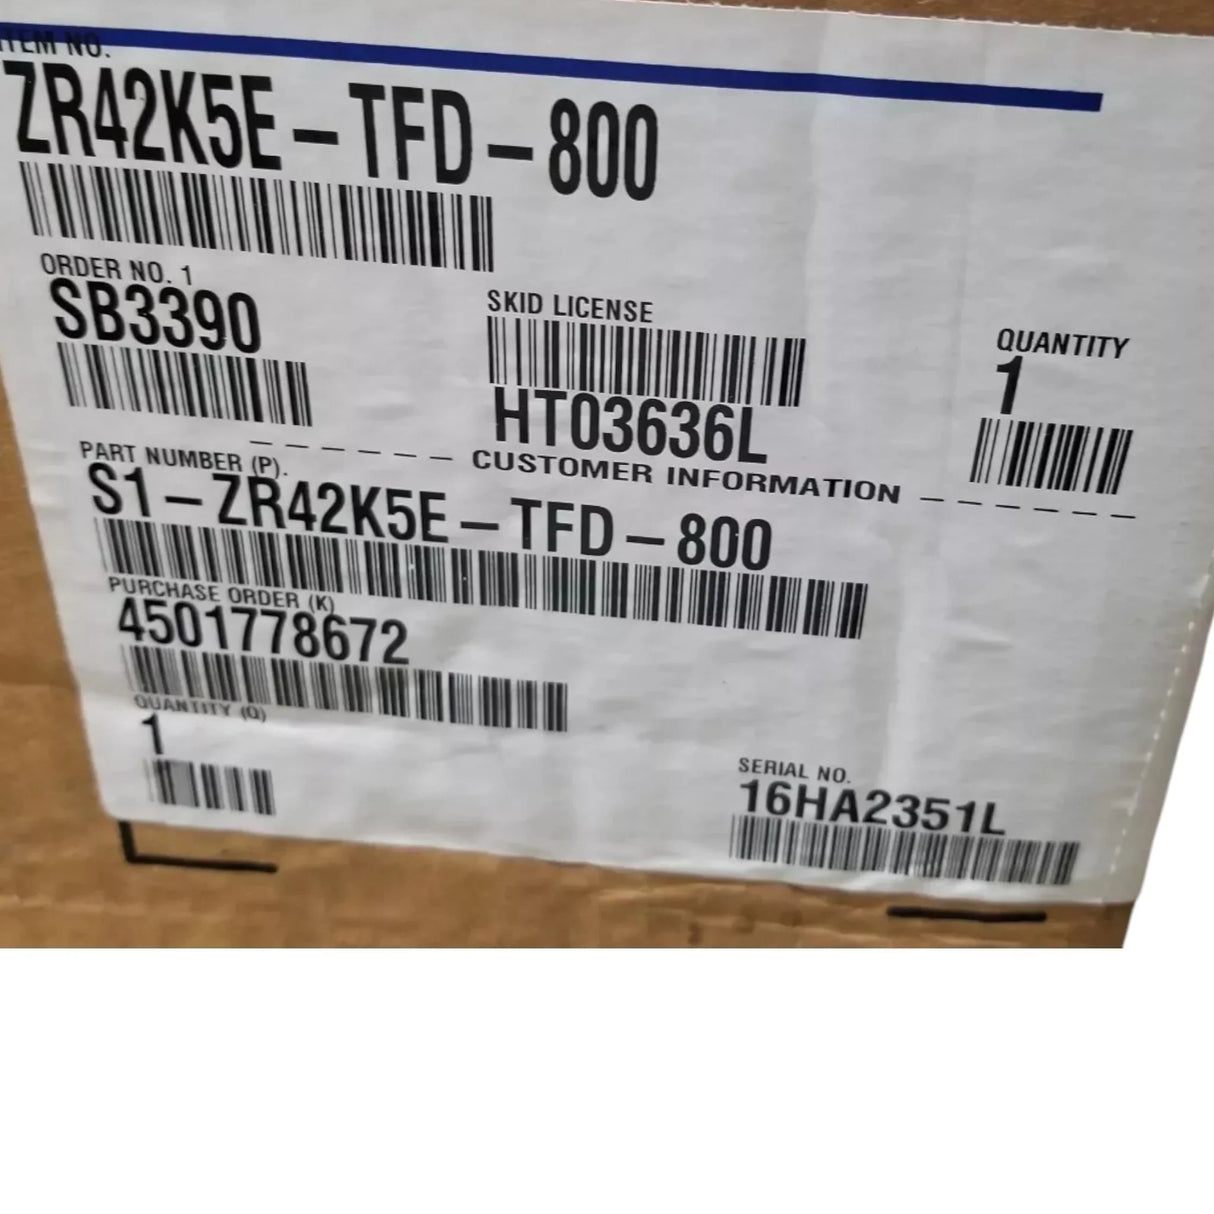 ITEM NO.
ZR42K5E-TFD-800
ORDER NO. 1
SB3390
SKID LICENSE
HT03636L
QUANTITY
1
CUSTOMER INFORMATION
PART NUMBER (P).
S1-ZR42K5E-TFD-800
PURCHASE ORDER (K)
4501778672
QUANTITY (Q)
1
SERIAL NO.
16HA2351L